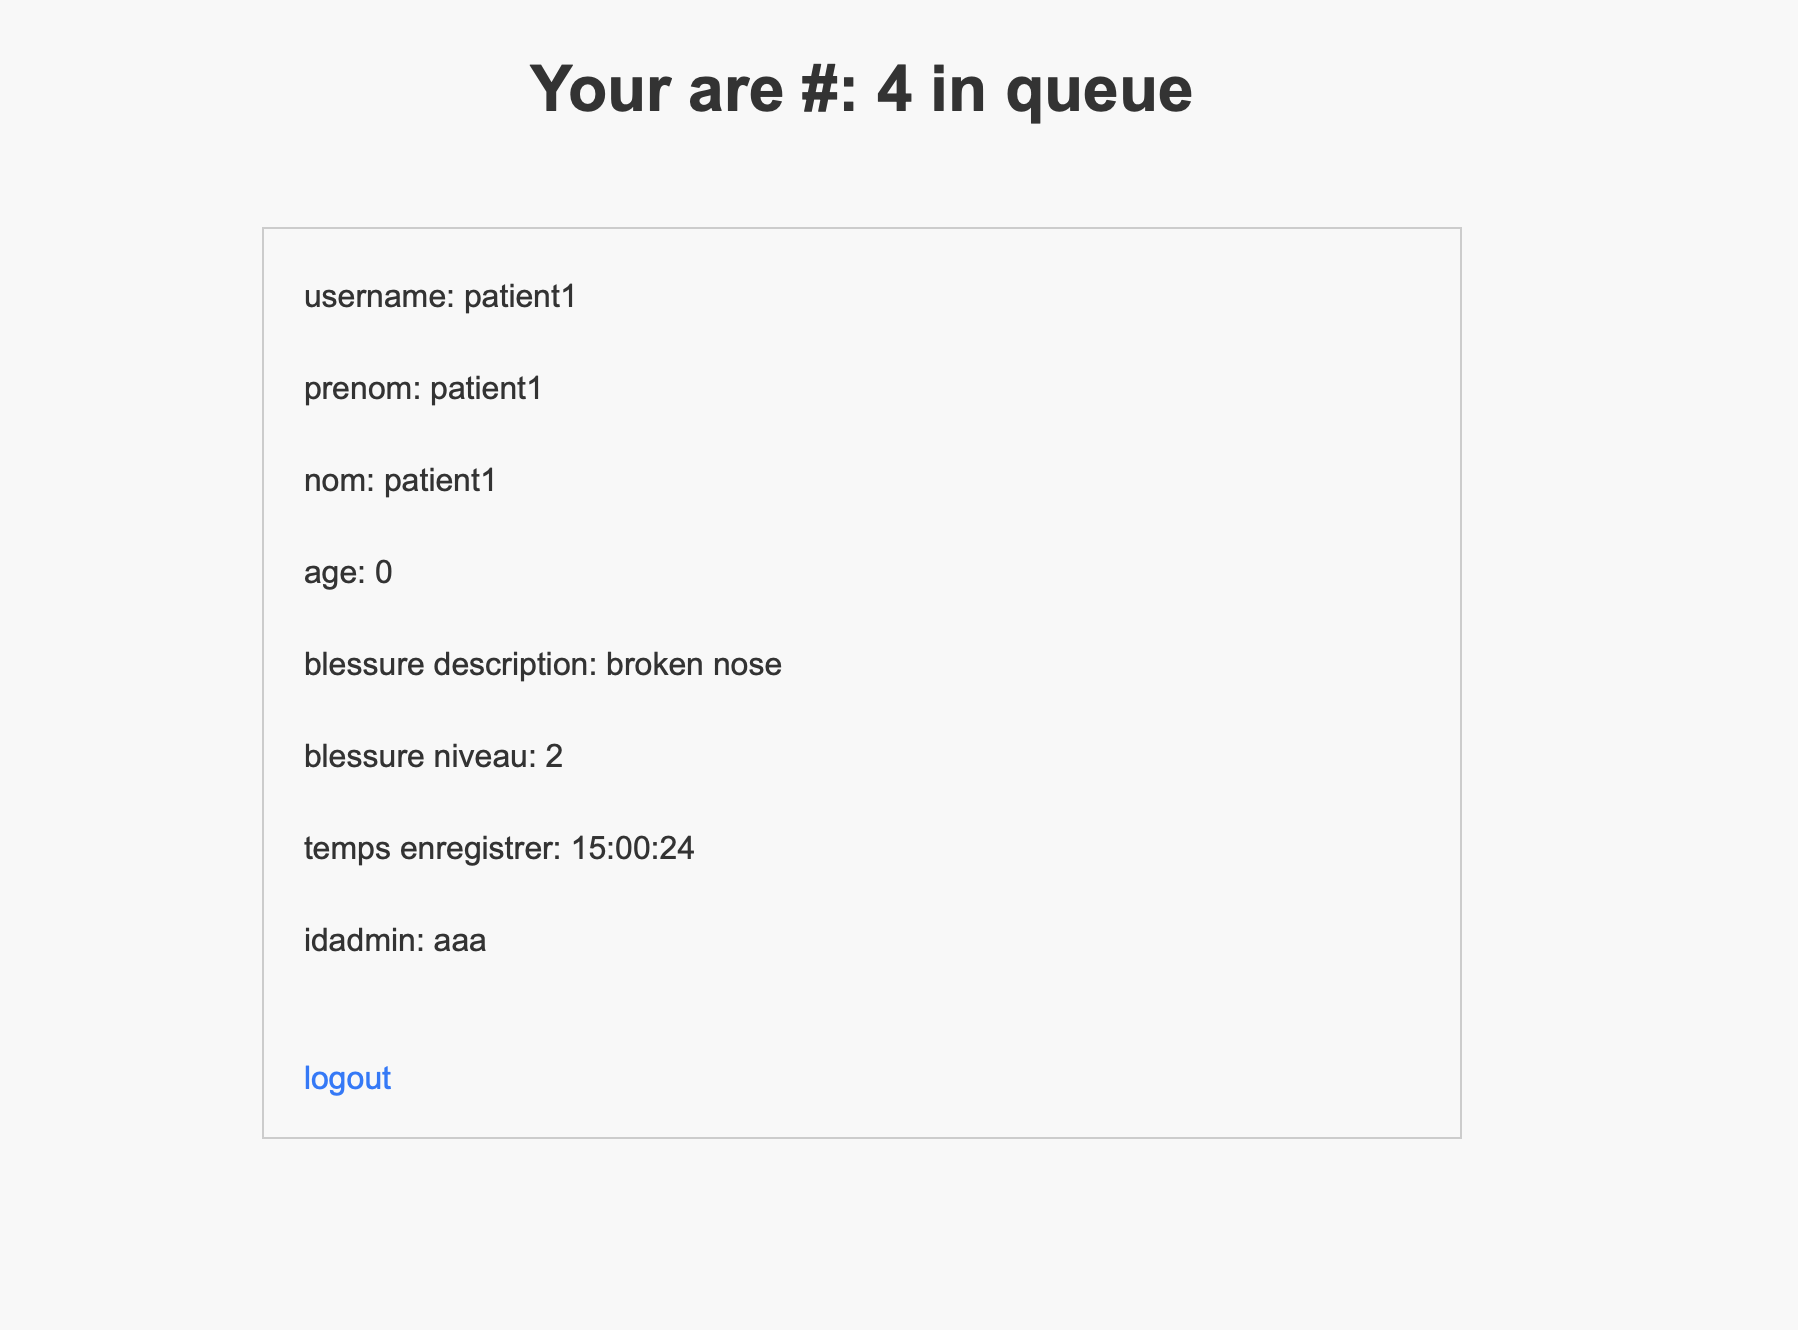 Your are #: 4 in queue
username: patient1
prenom: patient1
nom: patient1
age: 0
blessure description: broken nose
blessure niveau: 2
temps enregistrer: 15:00:24
idadmin: aaa
logout